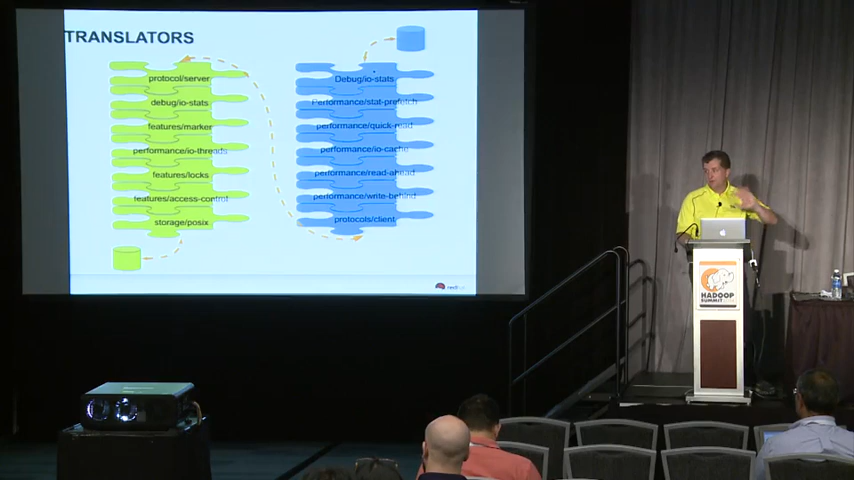 TRANSLATORS
protocol/server
debug/io-stats
features/marker
performance/io-threads
features/locks
features/access-control
storage/posix
Debug/io-stats
Performance/stat-prefetch
performance/quick-read
performance/io-cache
performance/read-ahead
performance/write-behind
protocols/client
redhat
HADOOP
SUMMIT